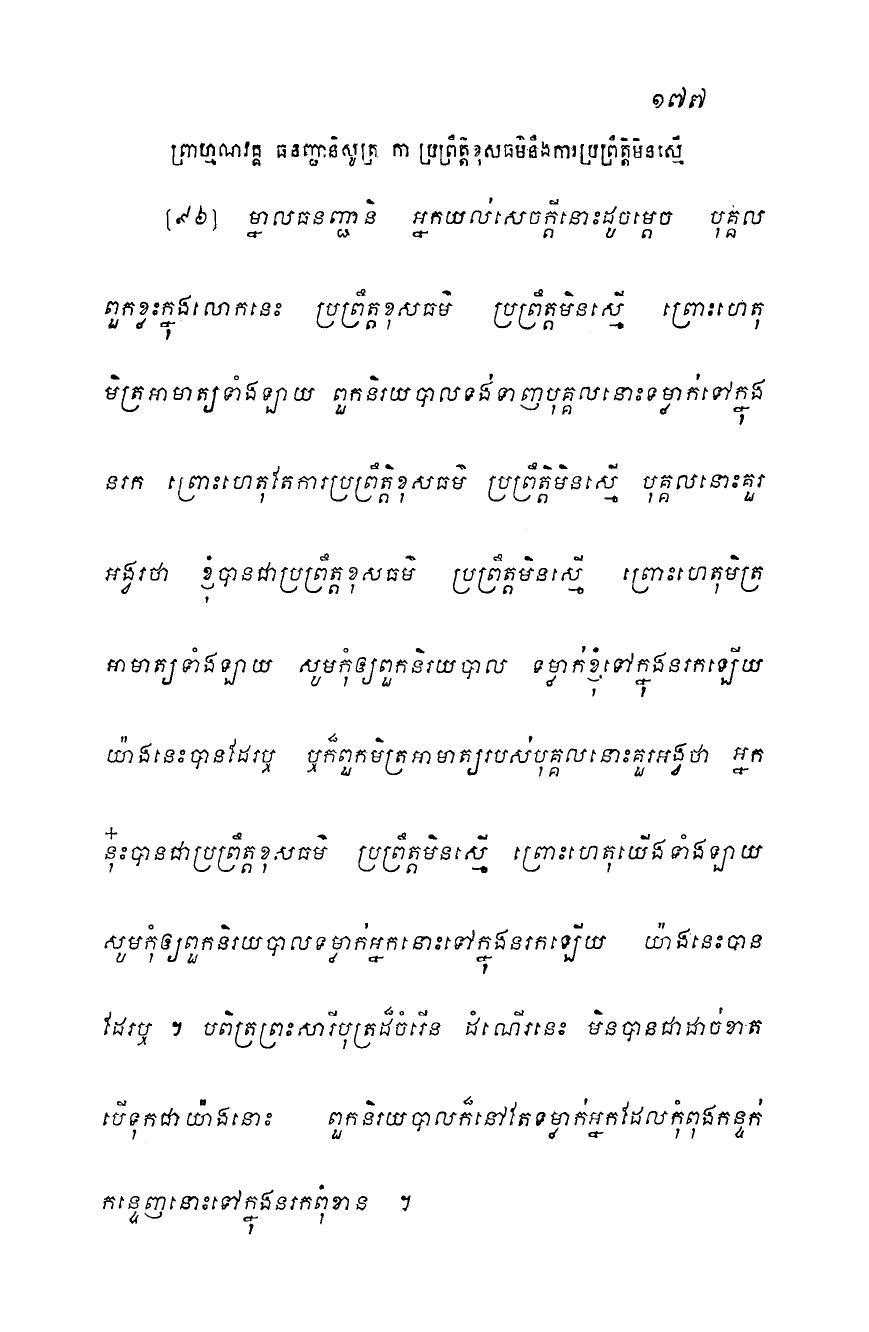 ១៧៧
ព្រាហ្មណវគ្គ ធនញ្ជានិសូត្រ កា ប្រព្រឹត្តិខុសធម៌នឹងការប្រព្រឹត្តិមិនស្មើ
[៩៦] ម្នាលធនញ្ជានិ អ្នកយល់សេចក្តីនោះដូចម្តេច បុគ្គល
ពួកខ្លះក្នុងលោកនេះ ប្រព្រឹត្តខុសធម៌ ប្រព្រឹត្តមិនស្មើ ព្រោះហេតុ
មិត្រអាមាត្យទាំងឡាយ ពួកនិរយបាលទង់ទាញបុគ្គលនោះទម្លាក់ទៅក្នុង
នរក ព្រោះហេតុតែការប្រព្រឹត្តិខុសធម៌ ប្រព្រឹត្តិមិនស្មើ បុគ្គលនោះគួរ
អង្វរថា ខ្ញុំបានជាប្រព្រឹត្តខុសធម៌ ប្រព្រឹត្តមិនស្មើ ព្រោះហេតុមិត្រ
អាមាត្យទាំងឡាយ សូមកុំឲ្យពួកនិរយបាល ទម្លាក់ខ្ញុំទៅក្នុងនរកឡើយ
យ៉ាងនេះបានដែរឬ ឬក៏ពួកមិត្រអាមាត្យរបស់បុគ្គលនោះគួរអង្វរថា អ្នក
នុ៎ះបានជាប្រព្រឹត្តខុសធម៌ ប្រព្រឹត្តមិនស្មើ ព្រោះហេតុយើងទាំងឡាយ
សូមកុំឲ្យពួកនិរយបាលទម្លាក់អ្នកនោះទៅក្នុងនរកឡើយ យ៉ាងនេះបាន
ដែរឬ ។ បពិត្រព្រះសារីបុត្រដ៏ចំរើន ដំណើរនេះ មិនបានជាដាច់ខាត
បើទុកជាយ៉ាងនោះ ពួកនិរយបាលក៏នៅតែទម្លាក់អ្នកដែលកុំពុងកន្ទក់
កន្ទេញនោះទៅក្នុងនរកពុំខាន ។